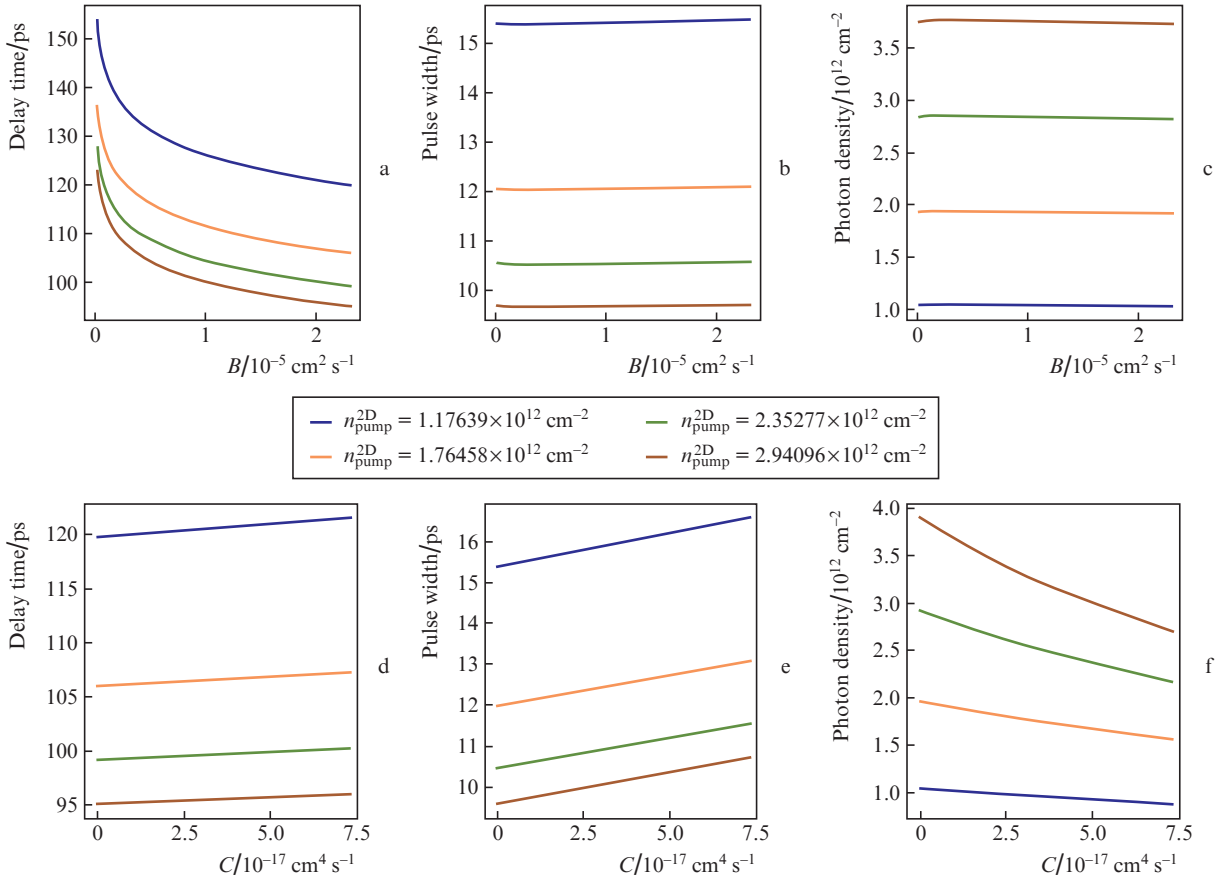 Delay time/ps
150
140
130
120
110
100
0
1
2
B/10⁻⁵ cm² s⁻¹
a
Pulse width/ps
15
14
13
12
11
10
0
1
2
B/10⁻⁵ cm² s⁻¹
b
Photon density/10¹² cm⁻²
3.5
3.0
2.5
2.0
1.5
1.0
0
1
2
B/10⁻⁵ cm² s⁻¹
c
n²ᴰpump = 1.17639×10¹² cm⁻²
n²ᴰpump = 2.35277×10¹² cm⁻²
n²ᴰpump = 1.76458×10¹² cm⁻²
n²ᴰpump = 2.94096×10¹² cm⁻²
Delay time/ps
120
115
110
105
100
95
0
2.5
5.0
7.5
C/10⁻¹⁷ cm⁴ s⁻¹
d
Pulse width/ps
16
15
14
13
12
11
10
0
2.5
5.0
7.5
C/10⁻¹⁷ cm⁴ s⁻¹
e
Photon density/10¹² cm⁻²
4.0
3.5
3.0
2.5
2.0
1.5
1.0
0
2.5
5.0
7.5
C/10⁻¹⁷ cm⁴ s⁻¹
f